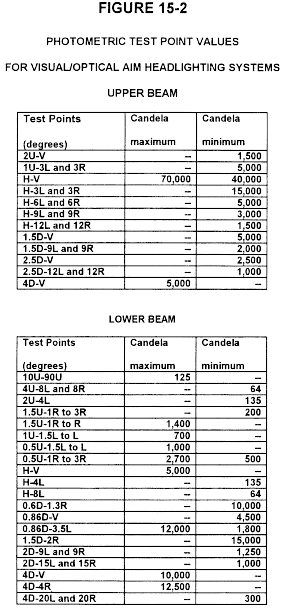 FIGURE 15-2
PHOTOMETRIC TEST POINT VALUES
FOR VISUAL/OPTICAL AIM HEADLIGHTING SYSTEMS
UPPER BEAM
Test Points Candela Candela
(degrees) maximum minimum
2U-V -- 1,500
1U-3L and 3R -- 5,000
H-V 70,000 40,000
H-3L and 3R -- 15,000
H-6L and 6R -- 5,000
H-9L and 9R -- 3,000
H-12L and 12R -- 1,500
1.5D-V -- 5,000
1.5D-9L and 9R -- 2,000
2.5D-V -- 2,500
2.5D-12L and 12R -- 1,000
4D-V 5,000 --
LOWER BEAM
Test Points Candela Candela
(degrees) maximum minimum
10U-90U 125 --
4U-8L and 8R -- 64
2U-4L -- 135
1.5U-1R to 3R -- 200
1.5U-1R to R 1,400 --
1U-1.5L to L 700 --
0.5U-1.5L to L 1,000 --
0.5U-1R to 3R 2,700 500
H-V 5,000 --
H-4L -- 135
H-8L -- 64
0.6D-1.3R -- 10,000
0.86D-V -- 4,500
0.86D-3.5L 12,000 1,800
1.5D-2R -- 15,000
2D-9L and 9R -- 1,250
2D-15L and 15R -- 1,000
4D-V 10,000 --
4D-4R 12,500 --
4D-20L and 20R -- 300